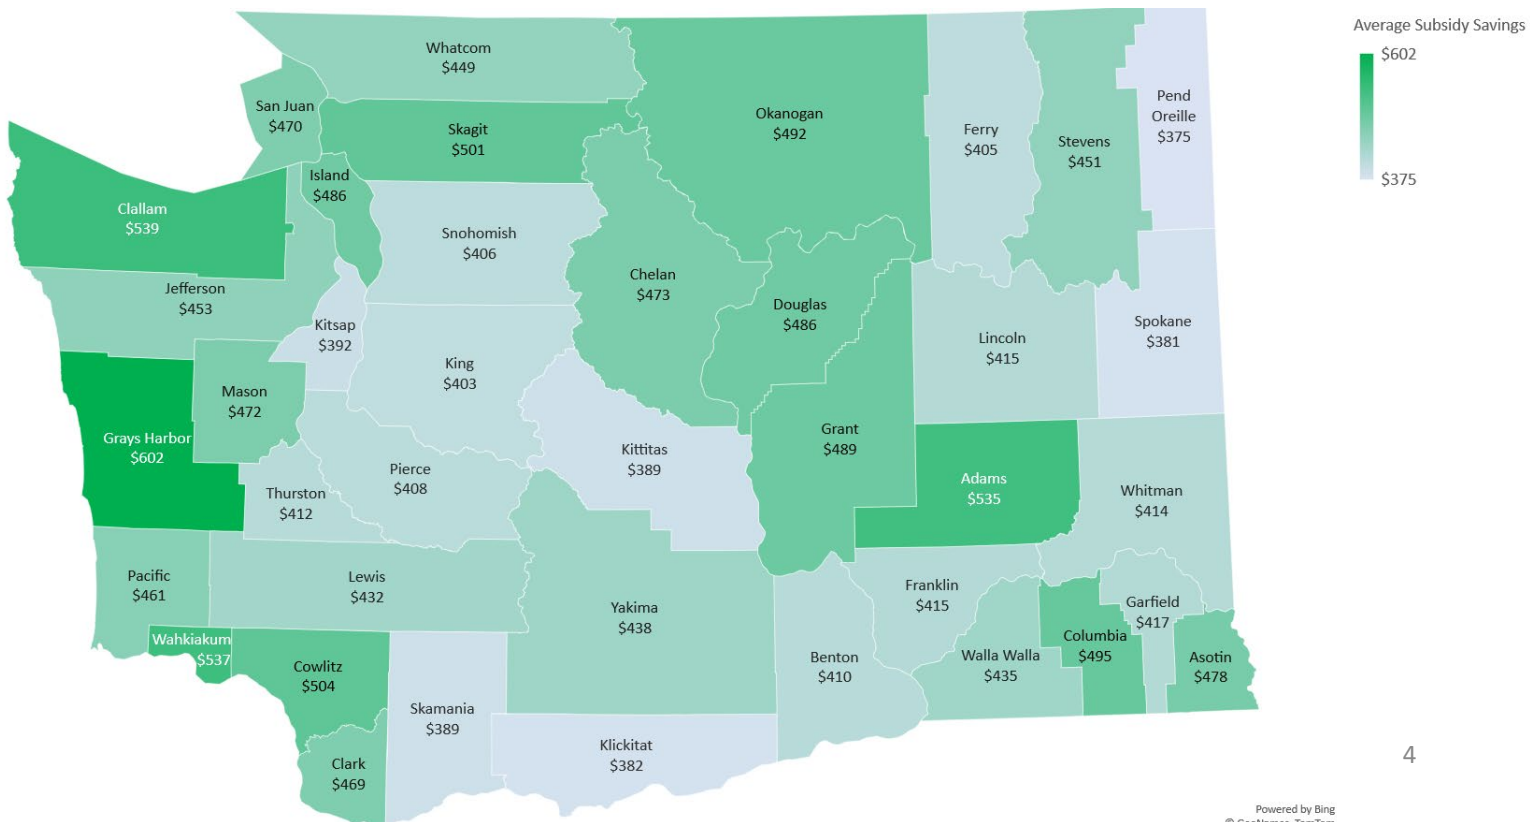 Average Subsidy Savings
$602
$375
Whatcom
$449
San Juan
$470
Skagit
$501
Okanogan
$492
Ferry
$405
Stevens
$451
Pend
Oreille
$375
Island
$486
Clallam
$539
Snohomish
$406
Chelan
$473
Jefferson
$453
Douglas
$486
Kitsap
$392
Lincoln
$415
Spokane
$381
King
$403
Mason
$472
Grays Harbor
$602
Kittitas
$389
Grant
$489
Pierce
$408
Thurston
$412
Adams
$535
Whitman
$414
Pacific
$461
Lewis
$432
Yakima
$438
Franklin
$415
Garfield
$417
Wahkiakum
$537
Columbia
$495
Cowlitz
$504
Benton
$410
Walla Walla
$435
Asotin
$478
Skamania
$389
Klickitat
$382
Clark
$469
4
Powered by Bing
© GeoNames, TomTom